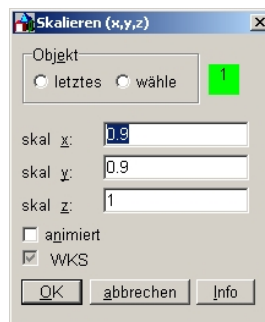 Skalieren (x,y,z)
Objekt
letztes wähle
1
skal x: 0.9
skal y: 0.9
skal z: 1
animiert
WKS
OK abbrechen Info